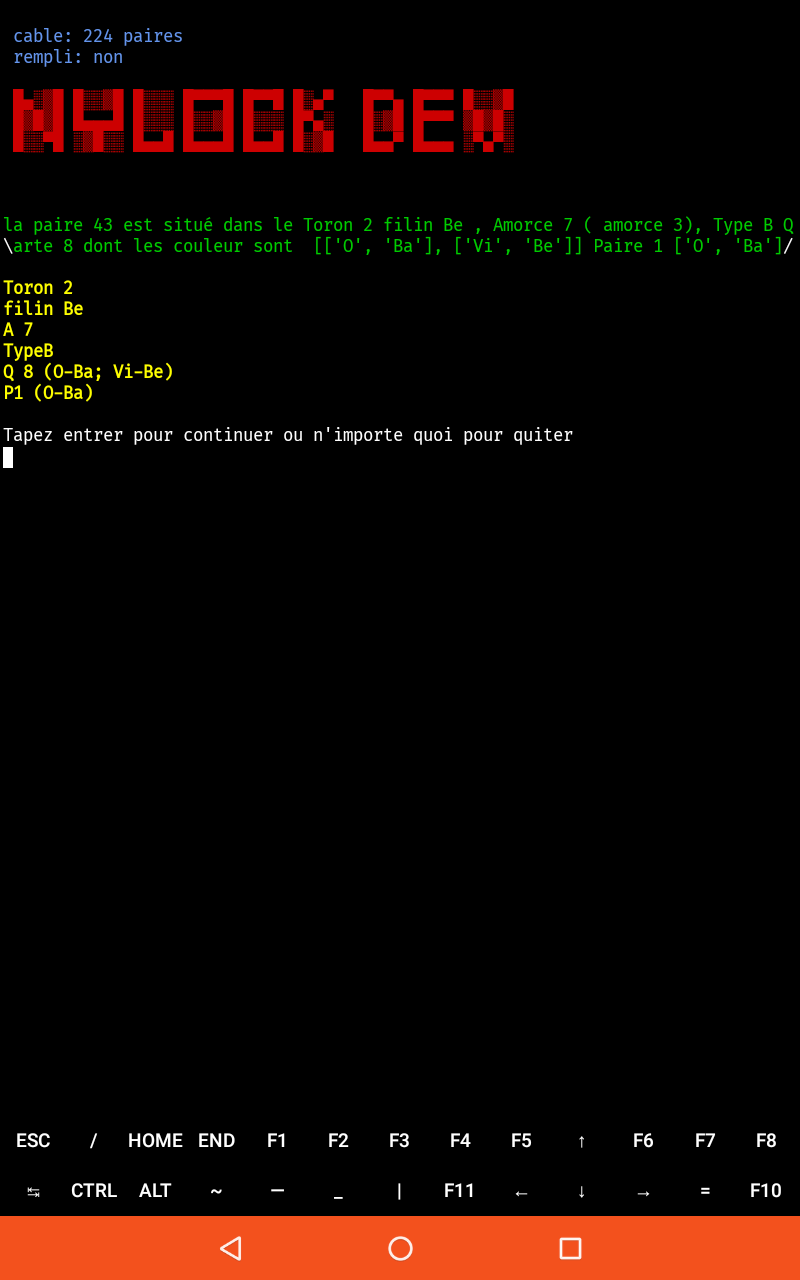 cable: 224 paires
rempli: non
NYLOCK DEV
la paire 43 est situé dans le Toron 2 filin Be , Amorce 7 ( amorce 3), Type B Q
\arte 8 dont les couleur sont  [['O', 'Ba'], ['Vi', 'Be']] Paire 1 ['O', 'Ba']/
Toron 2
filin Be
A 7
TypeB
Q 8 (O-Ba; Vi-Be)
P1 (O-Ba)
Tapez entrer pour continuer ou n'importe quoi pour quiter
ESC / HOME END F1 F2 F3 F4 F5 ↑ F6 F7 F8
↹ CTRL ALT ~ — _ | F11 ← ↓ → = F10